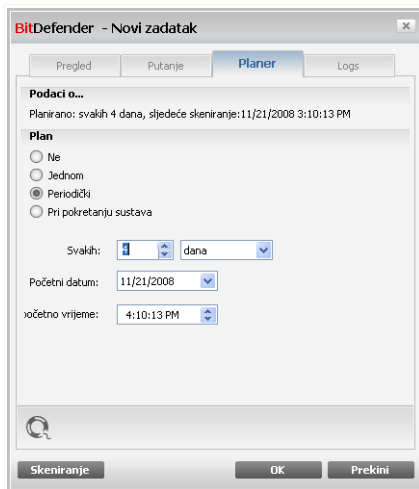 BitDefender - Novi zadatak
Pregled Putanje Planer Logs
Podaci o...
Planirano: svakih 4 dana, sljedeće skeniranje:11/21/2008 3:10:13 PM
Plan
Ne
Jednom
Periodički
Pri pokretanju sustava
Svakih: 4 dana
Početni datum: 11/21/2008
početno vrijeme: 4:10:13 PM
Skeniranje OK Prekini